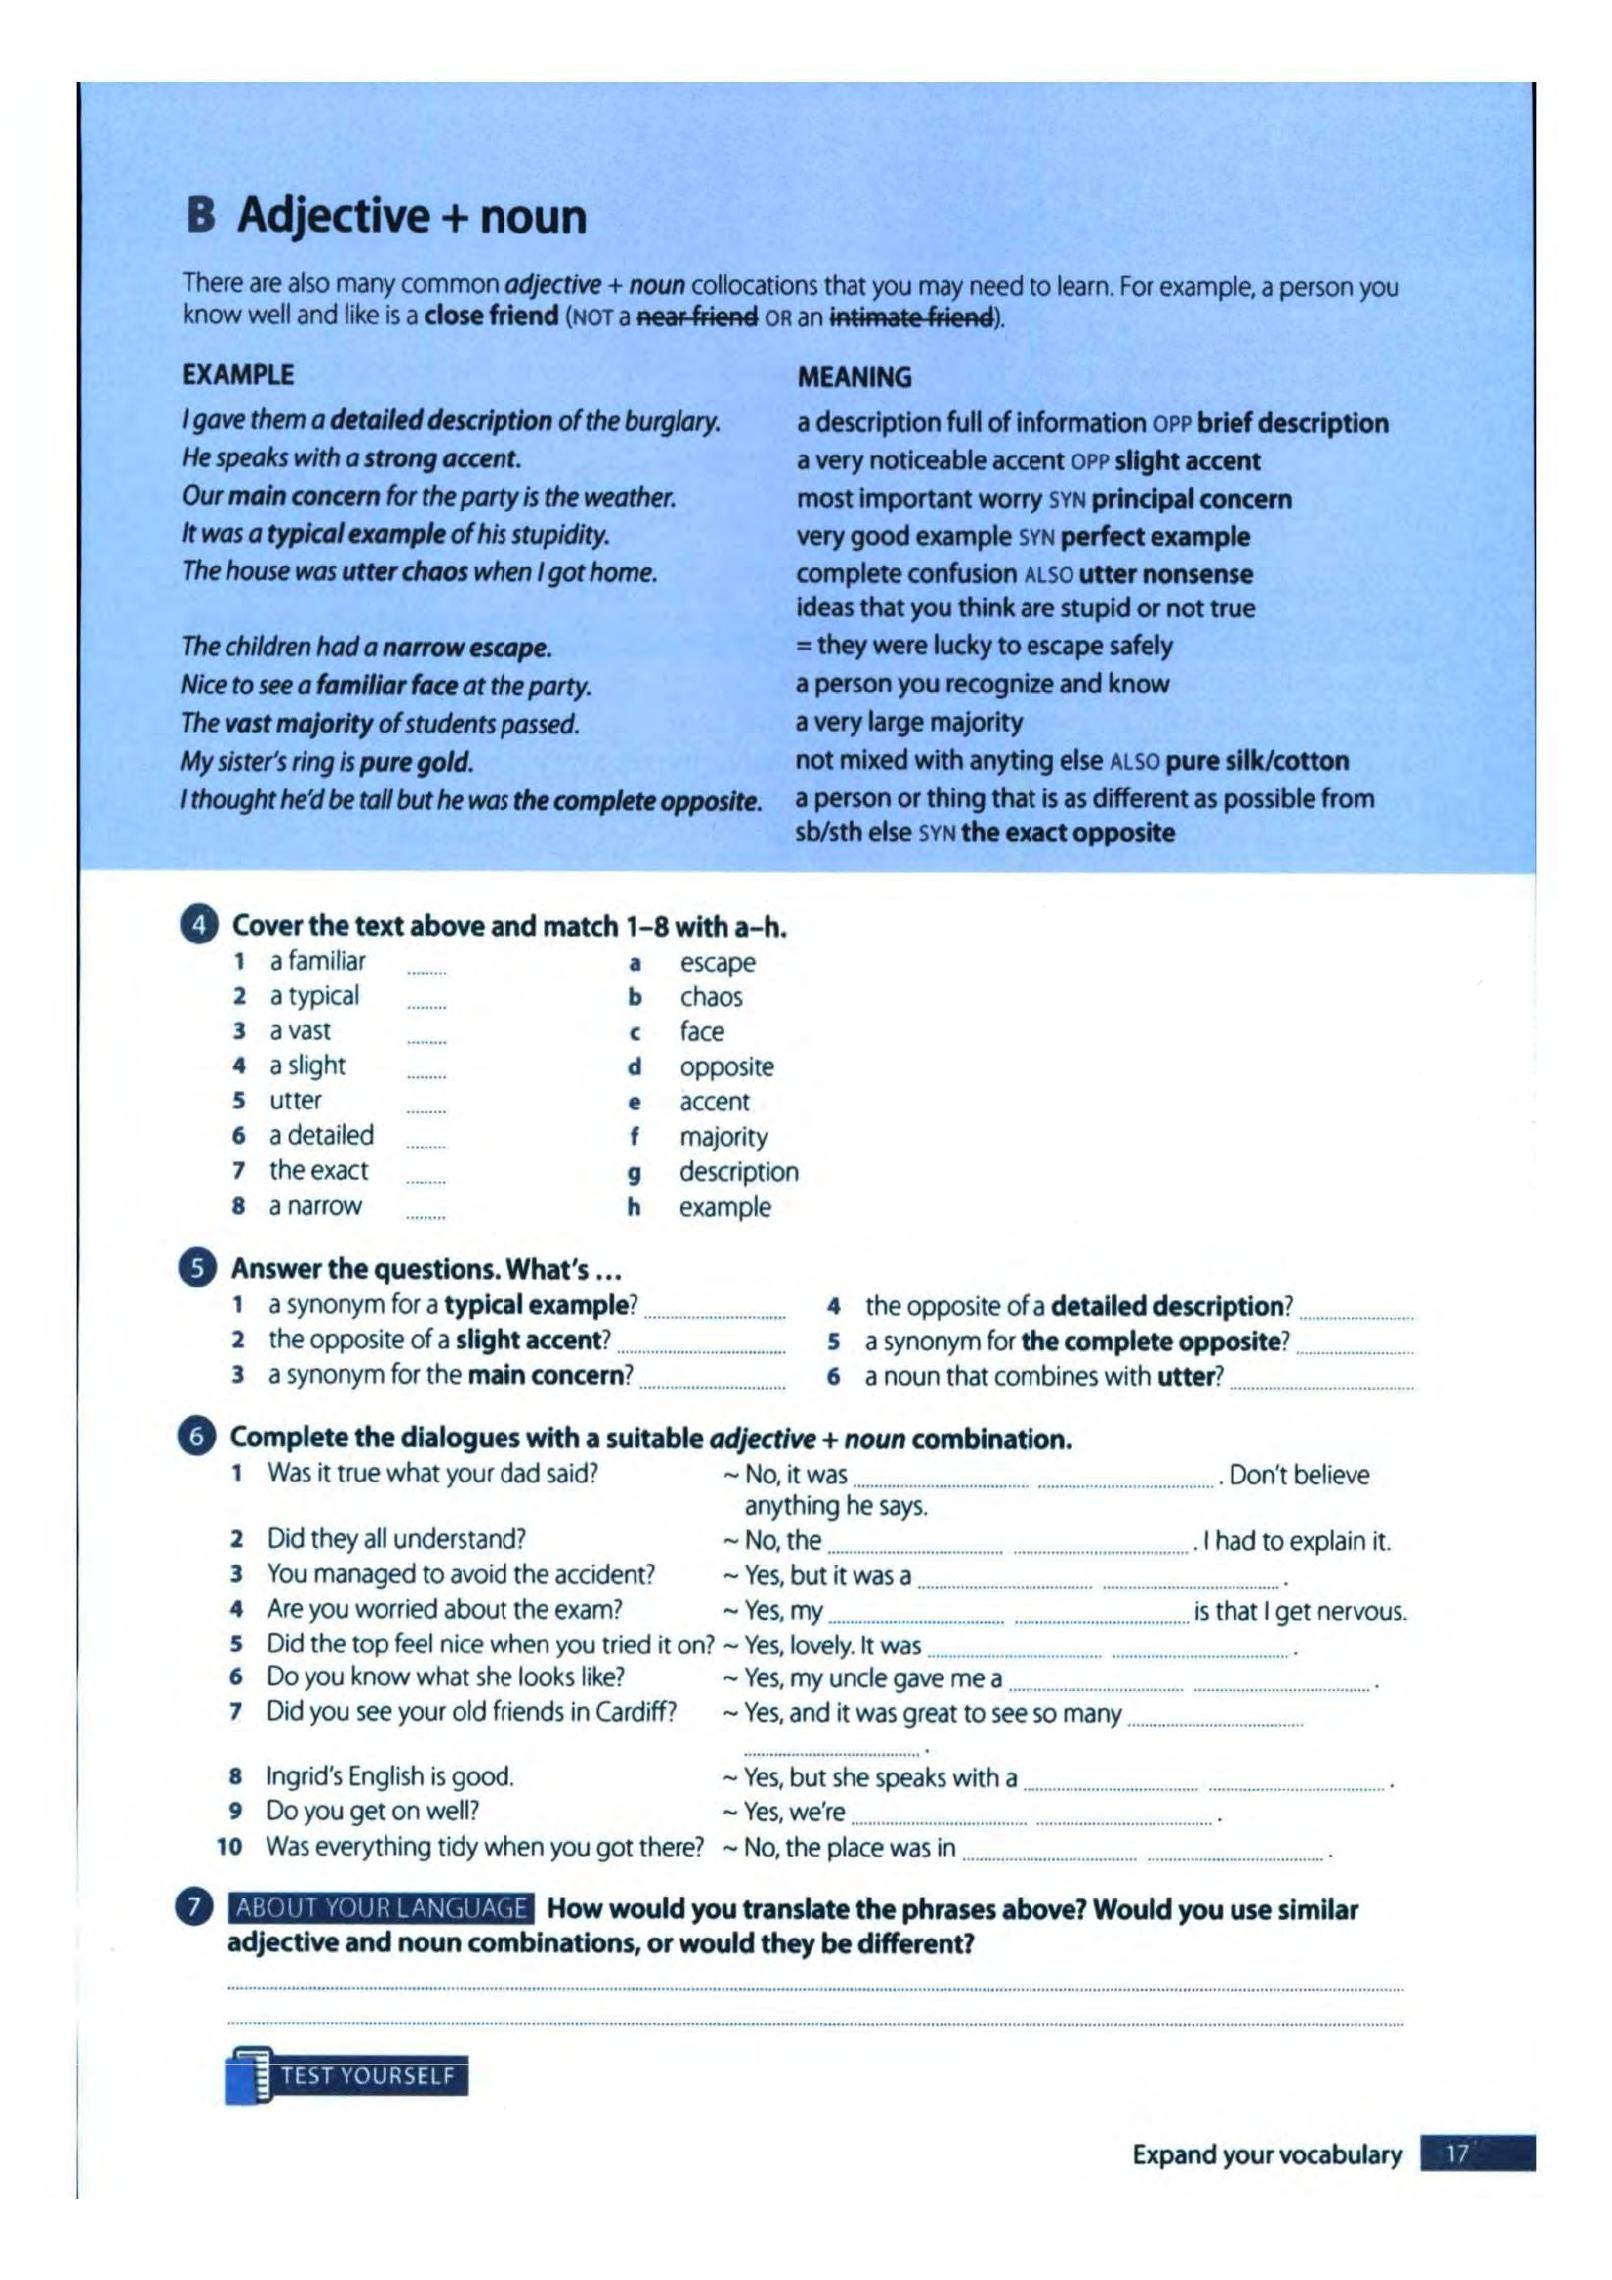 B Adjective + noun
There are also many common adjective + noun collocations that you may need to learn. For example, a person you
know well and like is a close friend (NOT a near friend OR an intimate friend).
EXAMPLE
MEANING
I gave them a detailed description of the burglary.
a description full of information OPP brief description
He speaks with a strong accent.
a very noticeable accent OPP slight accent
Our main concern for the party is the weather.
most important worry SYN principal concern
It was a typical example of his stupidity.
very good example SYN perfect example
The house was utter chaos when I got home.
complete confusion ALSO utter nonsense
ideas that you think are stupid or not true
The children had a narrow escape.
= they were lucky to escape safely
Nice to see a familiar face at the party.
a person you recognize and know
The vast majority of students passed.
a very large majority
My sister's ring is pure gold.
not mixed with anyting else ALSO pure silk/cotton
I thought he'd be tall but he was the complete opposite.
a person or thing that is as different as possible from
sb/sth else SYN the exact opposite
4 Cover the text above and match 1–8 with a–h.
1 a familiar ......... a escape
2 a typical ......... b chaos
3 a vast ......... c face
4 a slight ......... d opposite
5 utter ......... e accent
6 a detailed ......... f majority
7 the exact ......... g description
8 a narrow ......... h example
5 Answer the questions. What's ...
1 a synonym for a typical example? .........
4 the opposite of a detailed description? .........
2 the opposite of a slight accent? .........
5 a synonym for the complete opposite? .........
3 a synonym for the main concern? .........
6 a noun that combines with utter? .........
6 Complete the dialogues with a suitable adjective + noun combination.
1 Was it true what your dad said? ~ No, it was ......... ......... . Don't believe
anything he says.
2 Did they all understand? ~ No, the ......... ......... . I had to explain it.
3 You managed to avoid the accident? ~ Yes, but it was a ......... ......... .
4 Are you worried about the exam? ~ Yes, my ......... ......... is that I get nervous.
5 Did the top feel nice when you tried it on? ~ Yes, lovely. It was ......... ......... .
6 Do you know what she looks like? ~ Yes, my uncle gave me a ......... ......... .
7 Did you see your old friends in Cardiff? ~ Yes, and it was great to see so many .........
......... .
8 Ingrid's English is good. ~ Yes, but she speaks with a ......... ......... .
9 Do you get on well? ~ Yes, we're ......... ......... .
10 Was everything tidy when you got there? ~ No, the place was in ......... ......... .
7 ABOUT YOUR LANGUAGE How would you translate the phrases above? Would you use similar
adjective and noun combinations, or would they be different?
TEST YOURSELF
Expand your vocabulary 17